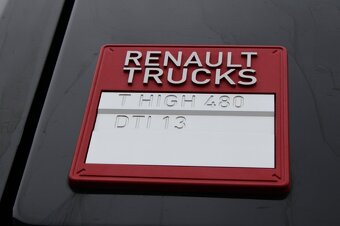 RENAULT
TRUCKS
T HIGH 480
DTI 13